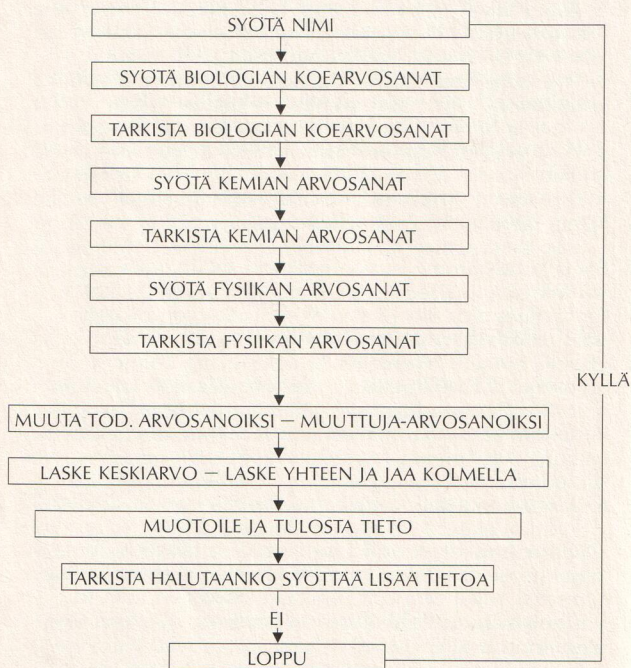 SYÖTÄ NIMI
SYÖTÄ BIOLOGIAN KOEARVOSANAT
TARKISTA BIOLOGIAN KOEARVOSANAT
SYÖTÄ KEMIAN ARVOSANAT
TARKISTA KEMIAN ARVOSANAT
SYÖTÄ FYSIIKAN ARVOSANAT
TARKISTA FYSIIKAN ARVOSANAT
KYLLÄ
MUUTA TOD. ARVOSANOIKSI – MUUTTUJA-ARVOSANOIKSI
LASKE KESKIARVO – LASKE YHTEEN JA JAA KOLMELLA
MUOTOILE JA TULOSTA TIETO
TARKISTA HALUTAANKO SYÖTTÄÄ LISÄÄ TIETOA
EI
LOPPU